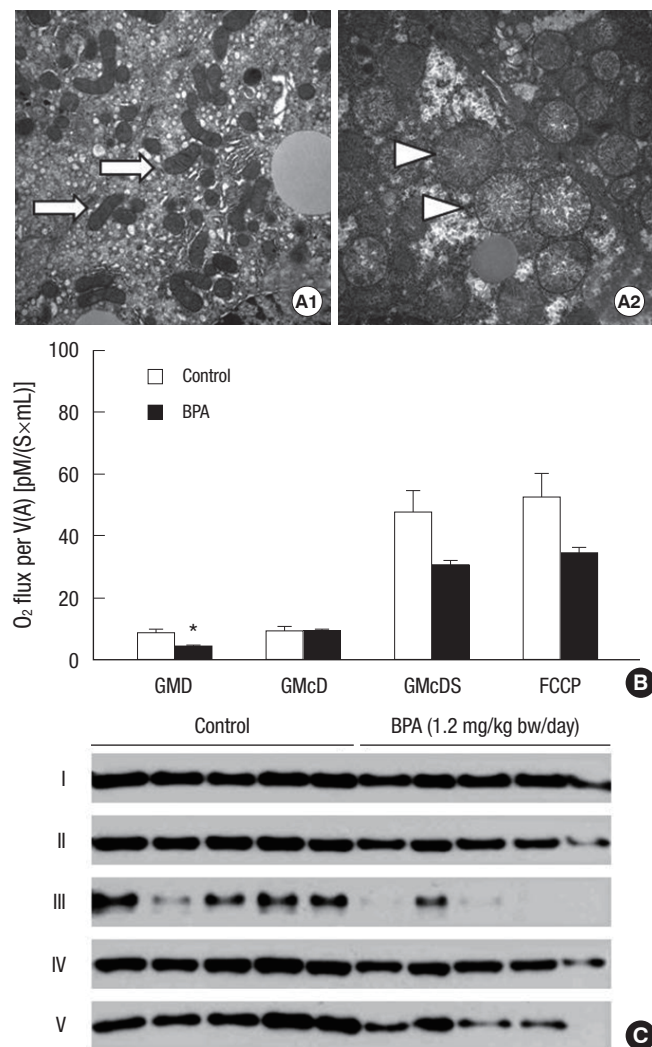 A1
A2
100
80
60
40
20
0
O₂ flux per V(A) [pM/(S×mL)]
Control
BPA
*
GMD
GMcD
GMcDS
FCCP
B
Control
BPA (1.2 mg/kg bw/day)
I
II
III
IV
V
C